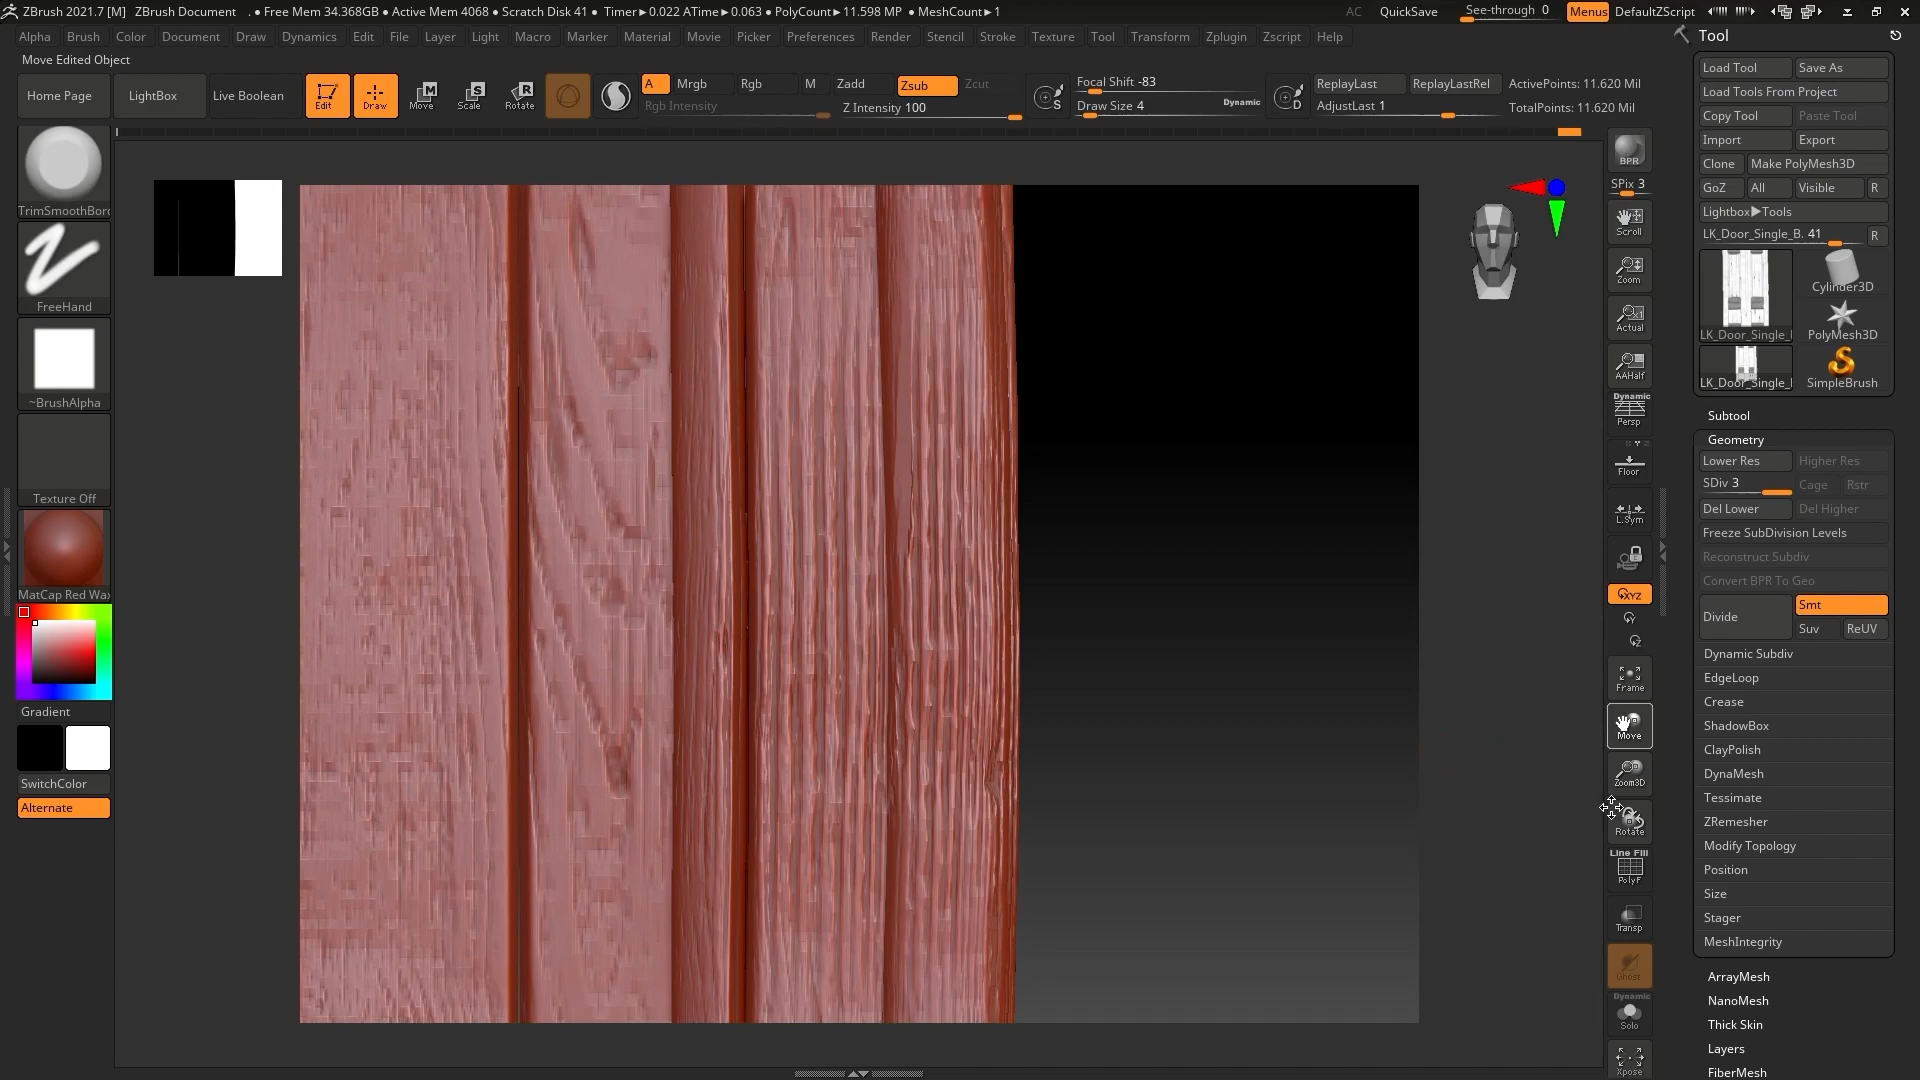 ZBrush 2021.7 [M] ZBrush Document . • Free Mem 34.368GB • Active Mem 4068 • Scratch Disk 41 • Timer►0.022 ATime►0.063 • PolyCount►11.598 MP • MeshCount►1 AC QuickSave See-through 0 Menus DefaultZScript
Alpha Brush Color Document Draw Dynamics Edit File Layer Light Macro Marker Material Movie Picker Preferences Render Stencil Stroke Texture Tool Transform Zplugin Zscript Help
Tool
Move Edited Object
Home Page LightBox Live Boolean Edit Draw Move Scale Rotate
A Mrgb Rgb M Zadd Zsub Zcut
Rgb Intensity Z Intensity 100
Focal Shift -83
Draw Size 4 Dynamic
ReplayLast ReplayLastRel ActivePoints: 11.620 Mil
AdjustLast 1 TotalPoints: 11.620 Mil
TrimSmoothBord
FreeHand
~BrushAlpha
Texture Off
MatCap Red Wax
Gradient
SwitchColor
Alternate
BPR
SPix 3
Scroll
Zoom
Actual
AAHalf
Dynamic
Persp
Floor
L.Sym
XYZ
Frame
Move
Zoom3D
Rotate
Line Fill
PolyF
Transp
Ghost
Dynamic
Solo
Xpose
Load Tool Save As
Load Tools From Project
Copy Tool Paste Tool
Import Export
Clone Make PolyMesh3D
GoZ All Visible R
Lightbox►Tools
LK_Door_Single_B. 41 R
Cylinder3D
LK_Door_Single_I PolyMesh3D
LK_Door_Single_I SimpleBrush
Subtool
Geometry
Lower Res Higher Res
SDiv 3 Cage Rstr
Del Lower Del Higher
Freeze SubDivision Levels
Reconstruct Subdiv
Convert BPR To Geo
Divide Smt
Suv ReUV
Dynamic Subdiv
EdgeLoop
Crease
ShadowBox
ClayPolish
DynaMesh
Tessimate
ZRemesher
Modify Topology
Position
Size
Stager
MeshIntegrity
ArrayMesh
NanoMesh
Thick Skin
Layers
FiberMesh